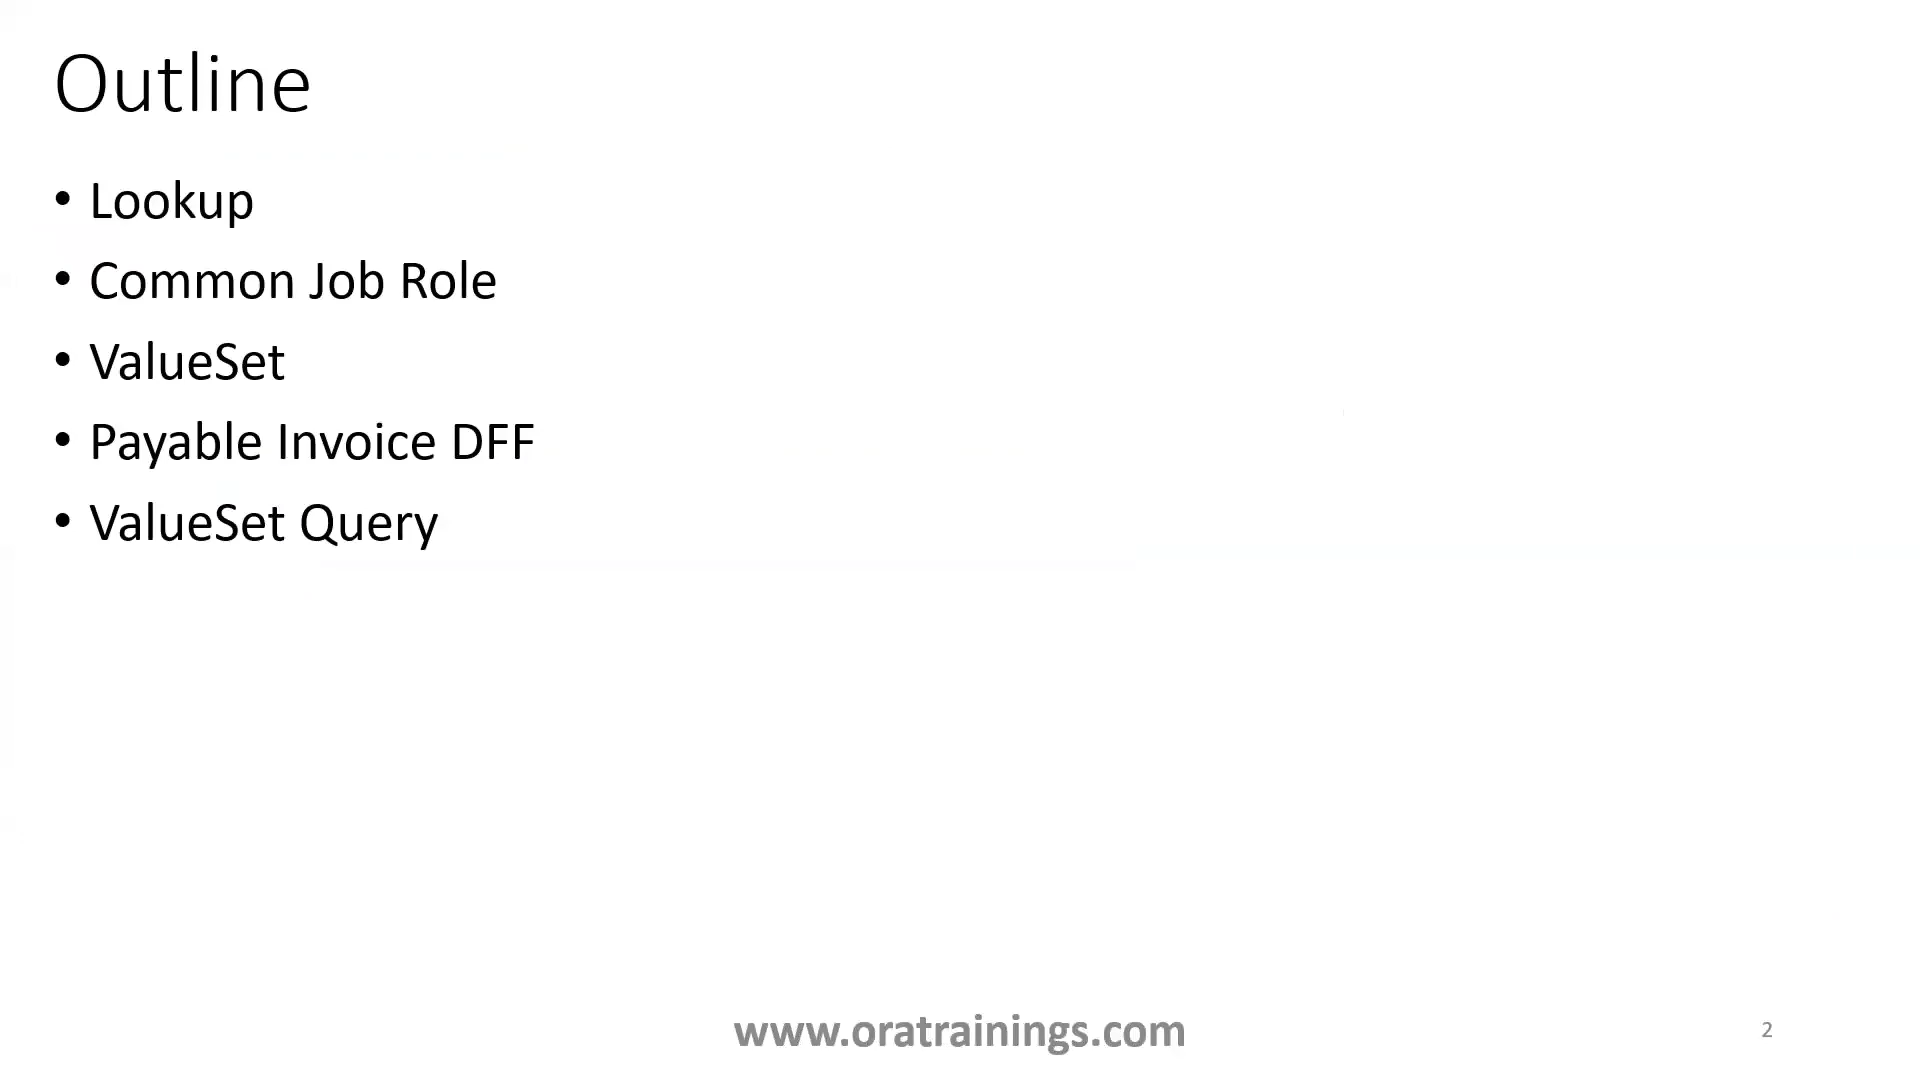 Outline
• Lookup
• Common Job Role
• ValueSet
• Payable Invoice DFF
• ValueSet Query
www.oratrainings.com
2